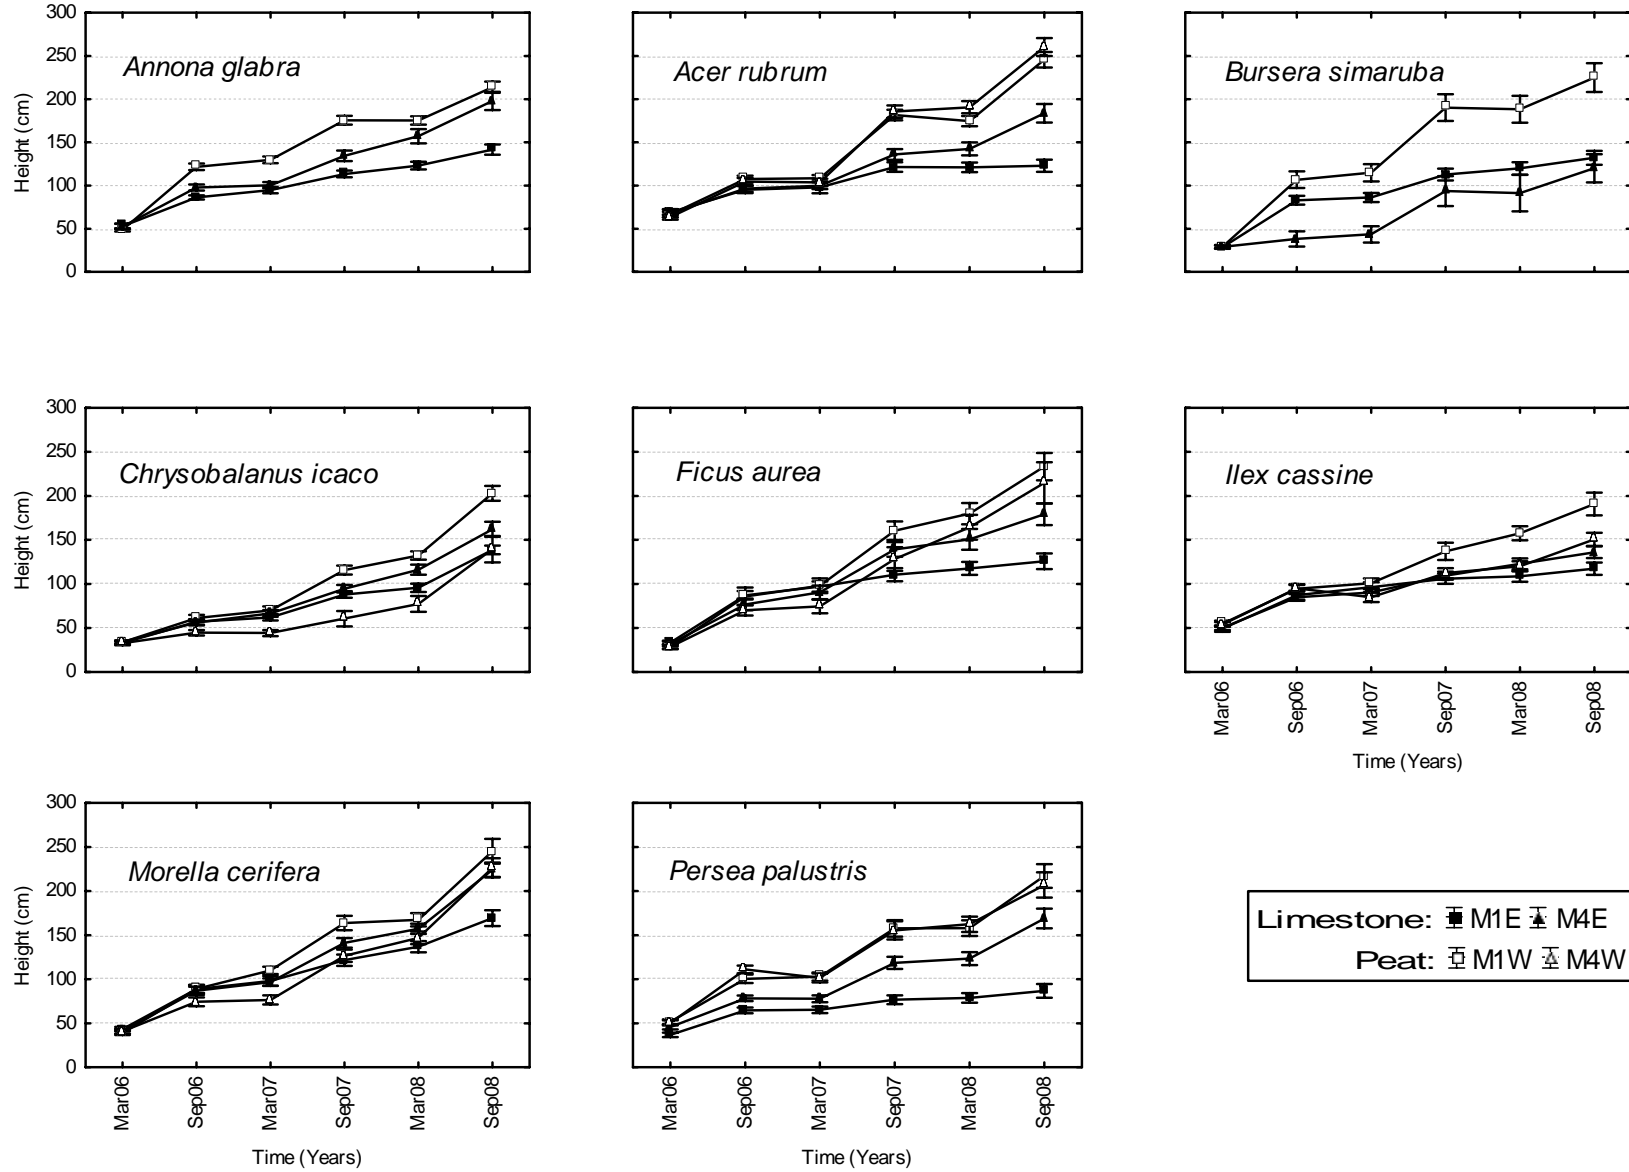 300
250
200
150
100
50
0
Height (cm)
Annona glabra
Acer rubrum
Bursera simaruba
300
250
200
150
100
50
0
Height (cm)
Chrysobalanus icaco
Ficus aurea
Ilex cassine
Mar06
Sep06
Mar07
Sep07
Mar08
Sep08
Time (Years)
300
250
200
150
100
50
0
Height (cm)
Morella cerifera
Persea palustris
Mar06
Sep06
Mar07
Sep07
Mar08
Sep08
Time (Years)
Mar06
Sep06
Mar07
Sep07
Mar08
Sep08
Time (Years)
Limestone: M1E M4E
Peat: M1W M4W